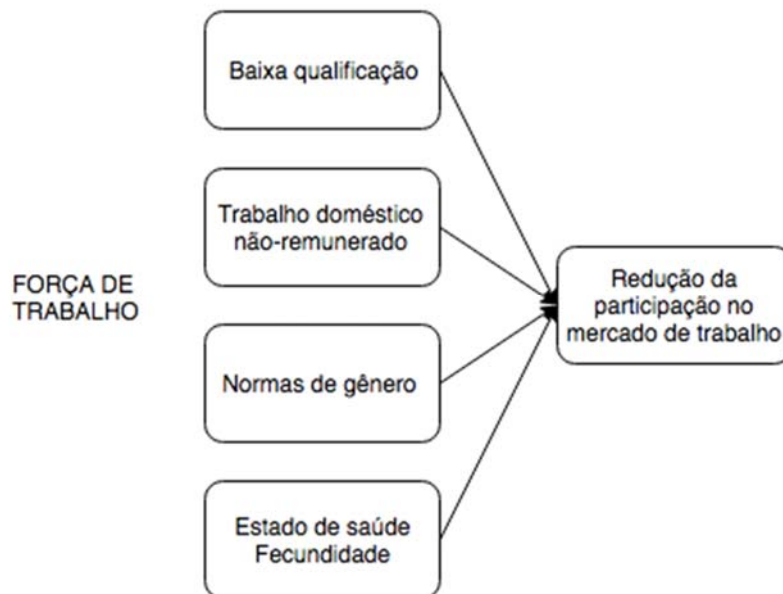 Baixa qualificação
Trabalho doméstico
não-remunerado
FORÇA DE
TRABALHO
Redução da
participação no
mercado de trabalho
Normas de gênero
Estado de saúde
Fecundidade